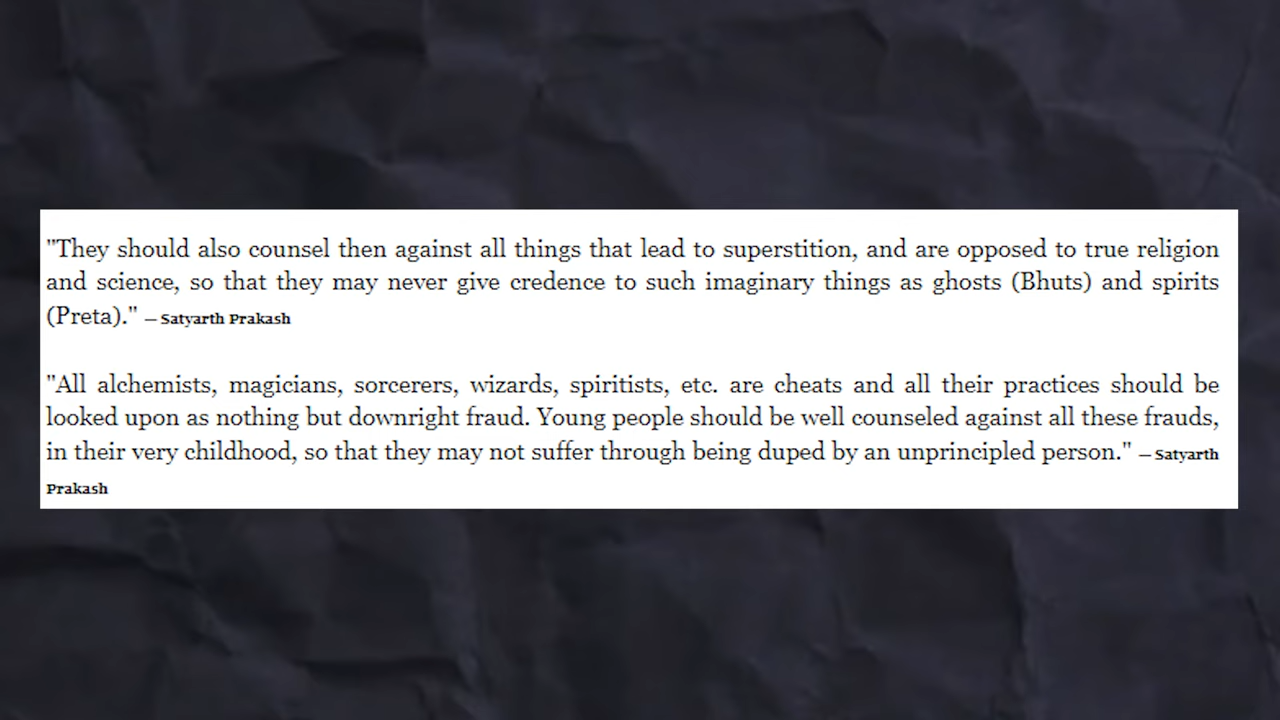 "They should also counsel then against all things that lead to superstition, and are opposed to true religion
and science, so that they may never give credence to such imaginary things as ghosts (Bhuts) and spirits
(Preta)." – Satyarth Prakash
"All alchemists, magicians, sorcerers, wizards, spiritists, etc. are cheats and all their practices should be
looked upon as nothing but downright fraud. Young people should be well counseled against all these frauds,
in their very childhood, so that they may not suffer through being duped by an unprincipled person." – Satyarth
Prakash